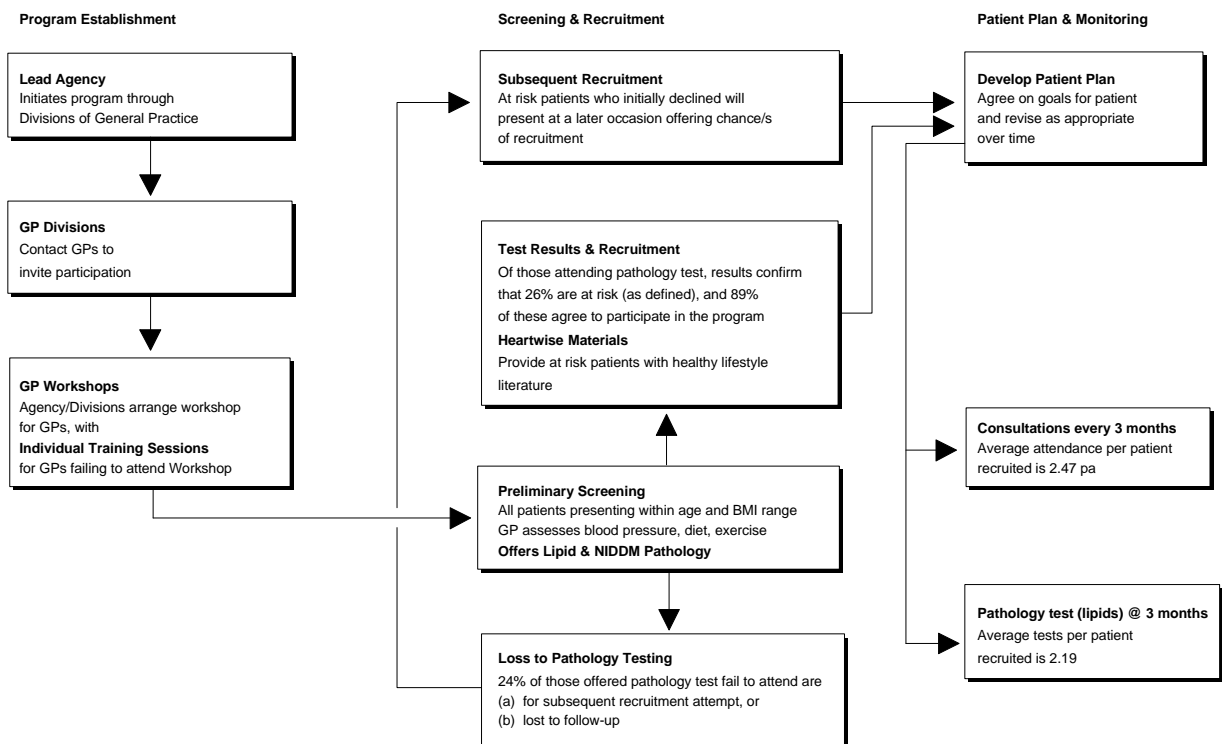 Program Establishment
Screening & Recruitment
Patient Plan & Monitoring
Lead Agency
Initiates program through
Divisions of General Practice
GP Divisions
Contact GPs to
invite participation
GP Workshops
Agency/Divisions arrange workshop
for GPs, with
Individual Training Sessions
for GPs failing to attend Workshop
Subsequent Recruitment
At risk patients who initially declined will
present at a later occasion offering chance/s
of recruitment
Test Results & Recruitment
Of those attending pathology test, results confirm
that 26% are at risk (as defined), and 89%
of these agree to participate in the program
Heartwise Materials
Provide at risk patients with healthy lifestyle
literature
Preliminary Screening
All patients presenting within age and BMI range
GP assesses blood pressure, diet, exercise
Offers Lipid & NIDDM Pathology
Loss to Pathology Testing
24% of those offered pathology test fail to attend are
(a) for subsequent recruitment attempt, or
(b) lost to follow-up
Develop Patient Plan
Agree on goals for patient
and revise as appropriate
over time
Consultations every 3 months
Average attendance per patient
recruited is 2.47 pa
Pathology test (lipids) @ 3 months
Average tests per patient
recruited is 2.19